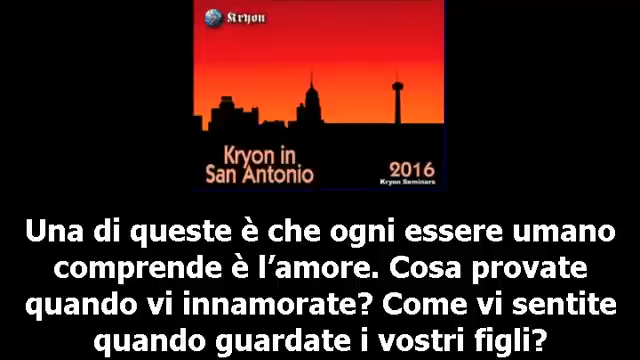 Kryon
Kryon in
San Antonio
2016
Kryon Seminars
Una di queste è che ogni essere umano
comprende è l’amore. Cosa provate
quando vi innamorate? Come vi sentite
quando guardate i vostri figli?